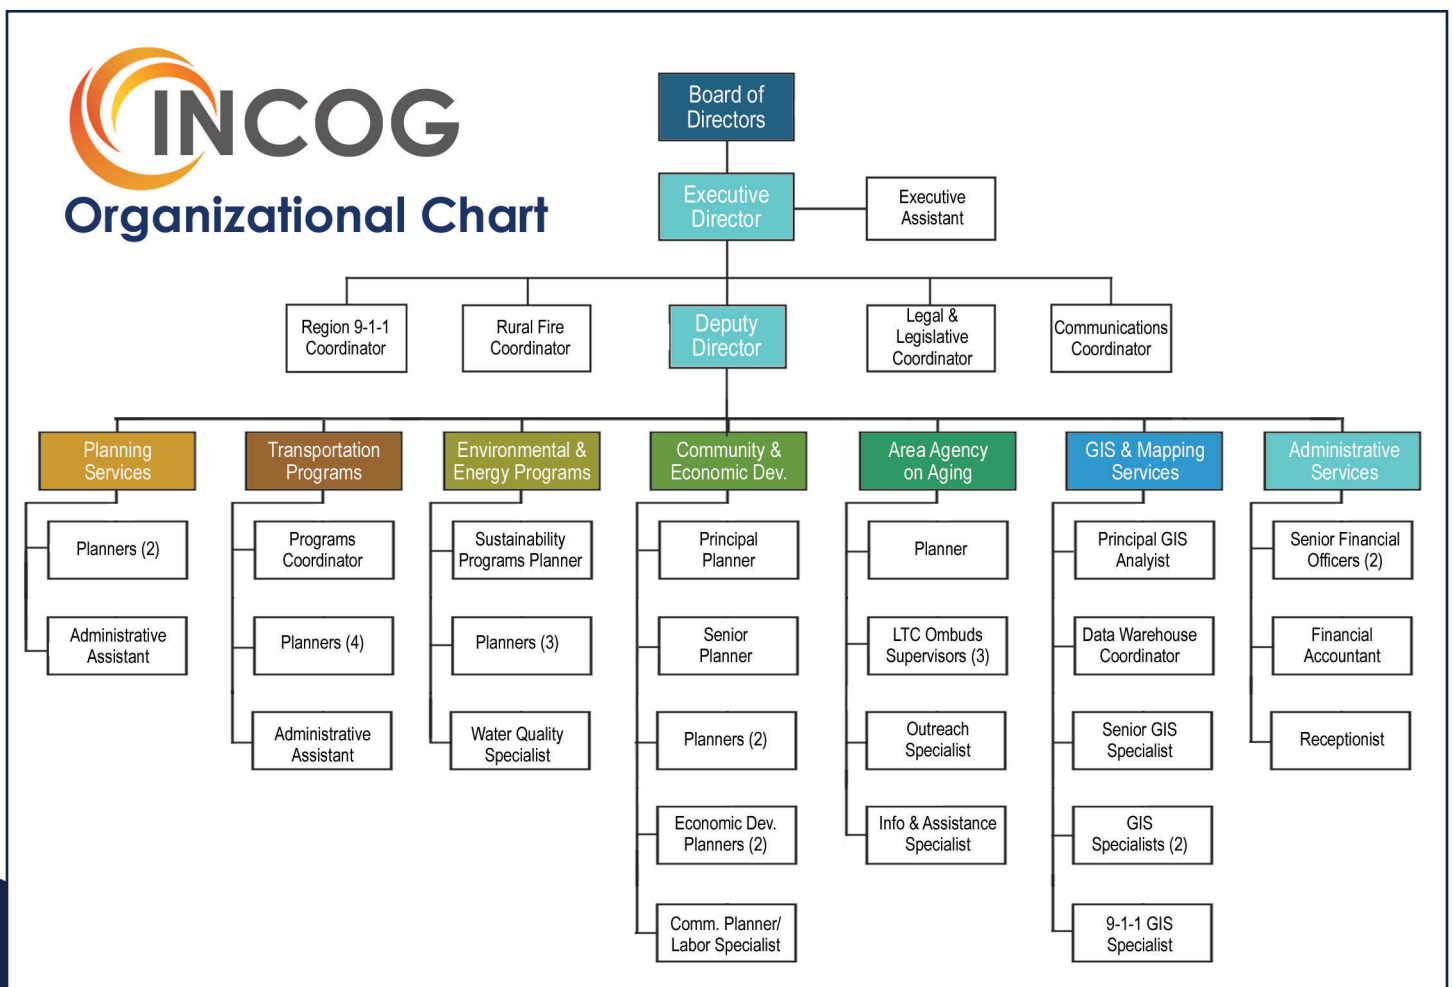 INCOG
Organizational Chart
Board of
Directors
Executive
Director
Executive
Assistant
Region 9-1-1
Coordinator
Rural Fire
Coordinator
Deputy
Director
Legal &
Legislative
Coordinator
Communications
Coordinator
Planning
Services
Transportation
Programs
Environmental &
Energy Programs
Community &
Economic Dev.
Area Agency
on Aging
GIS & Mapping
Services
Administrative
Services
Planners (2)
Administrative
Assistant
Programs
Coordinator
Planners (4)
Administrative
Assistant
Sustainability
Programs Planner
Planners (3)
Water Quality
Specialist
Principal
Planner
Senior
Planner
Planners (2)
Economic Dev.
Planners (2)
Comm. Planner/
Labor Specialist
Planner
LTC Ombuds
Supervisors (3)
Outreach
Specialist
Info & Assistance
Specialist
Principal GIS
Analyist
Data Warehouse
Coordinator
Senior GIS
Specialist
GIS
Specialists (2)
9-1-1 GIS
Specialist
Senior Financial
Officers (2)
Financial
Accountant
Receptionist